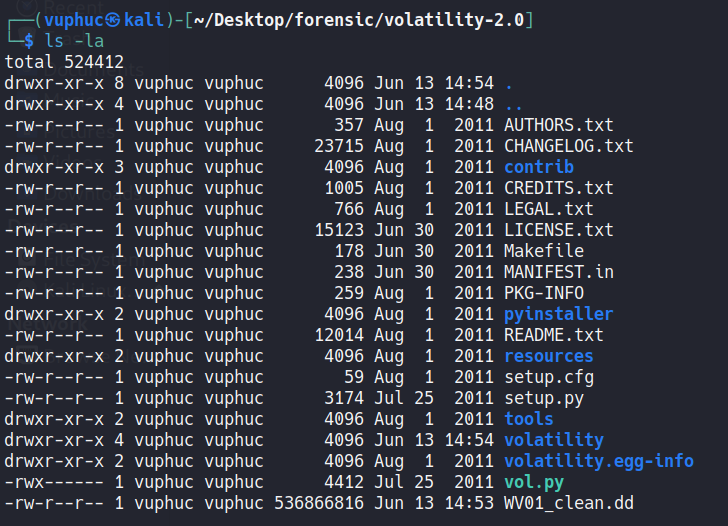 ┌──(vuphuc㉿kali)-[~/Desktop/forensic/volatility-2.0]
└─$ ls -la
total 524412
drwxr-xr-x 8 vuphuc vuphuc      4096 Jun 13 14:54 .
drwxr-xr-x 4 vuphuc vuphuc      4096 Jun 13 14:48 ..
-rw-r--r-- 1 vuphuc vuphuc       357 Aug  1  2011 AUTHORS.txt
-rw-r--r-- 1 vuphuc vuphuc     23715 Aug  1  2011 CHANGELOG.txt
drwxr-xr-x 3 vuphuc vuphuc      4096 Aug  1  2011 contrib
-rw-r--r-- 1 vuphuc vuphuc      1005 Aug  1  2011 CREDITS.txt
-rw-r--r-- 1 vuphuc vuphuc       766 Aug  1  2011 LEGAL.txt
-rw-r--r-- 1 vuphuc vuphuc     15123 Jun 30  2011 LICENSE.txt
-rw-r--r-- 1 vuphuc vuphuc       178 Jun 30  2011 Makefile
-rw-r--r-- 1 vuphuc vuphuc       238 Jun 30  2011 MANIFEST.in
-rw-r--r-- 1 vuphuc vuphuc       259 Aug  1  2011 PKG-INFO
drwxr-xr-x 2 vuphuc vuphuc      4096 Aug  1  2011 pyinstaller
-rw-r--r-- 1 vuphuc vuphuc     12014 Aug  1  2011 README.txt
drwxr-xr-x 2 vuphuc vuphuc      4096 Aug  1  2011 resources
-rw-r--r-- 1 vuphuc vuphuc        59 Aug  1  2011 setup.cfg
-rw-r--r-- 1 vuphuc vuphuc      3174 Jul 25  2011 setup.py
drwxr-xr-x 2 vuphuc vuphuc      4096 Aug  1  2011 tools
drwxr-xr-x 4 vuphuc vuphuc      4096 Jun 13 14:54 volatility
drwxr-xr-x 2 vuphuc vuphuc      4096 Aug  1  2011 volatility.egg-info
-rwx------ 1 vuphuc vuphuc      4412 Jul 25  2011 vol.py
-rw-r--r-- 1 vuphuc vuphuc 536866816 Jun 13 14:53 WV01_clean.dd